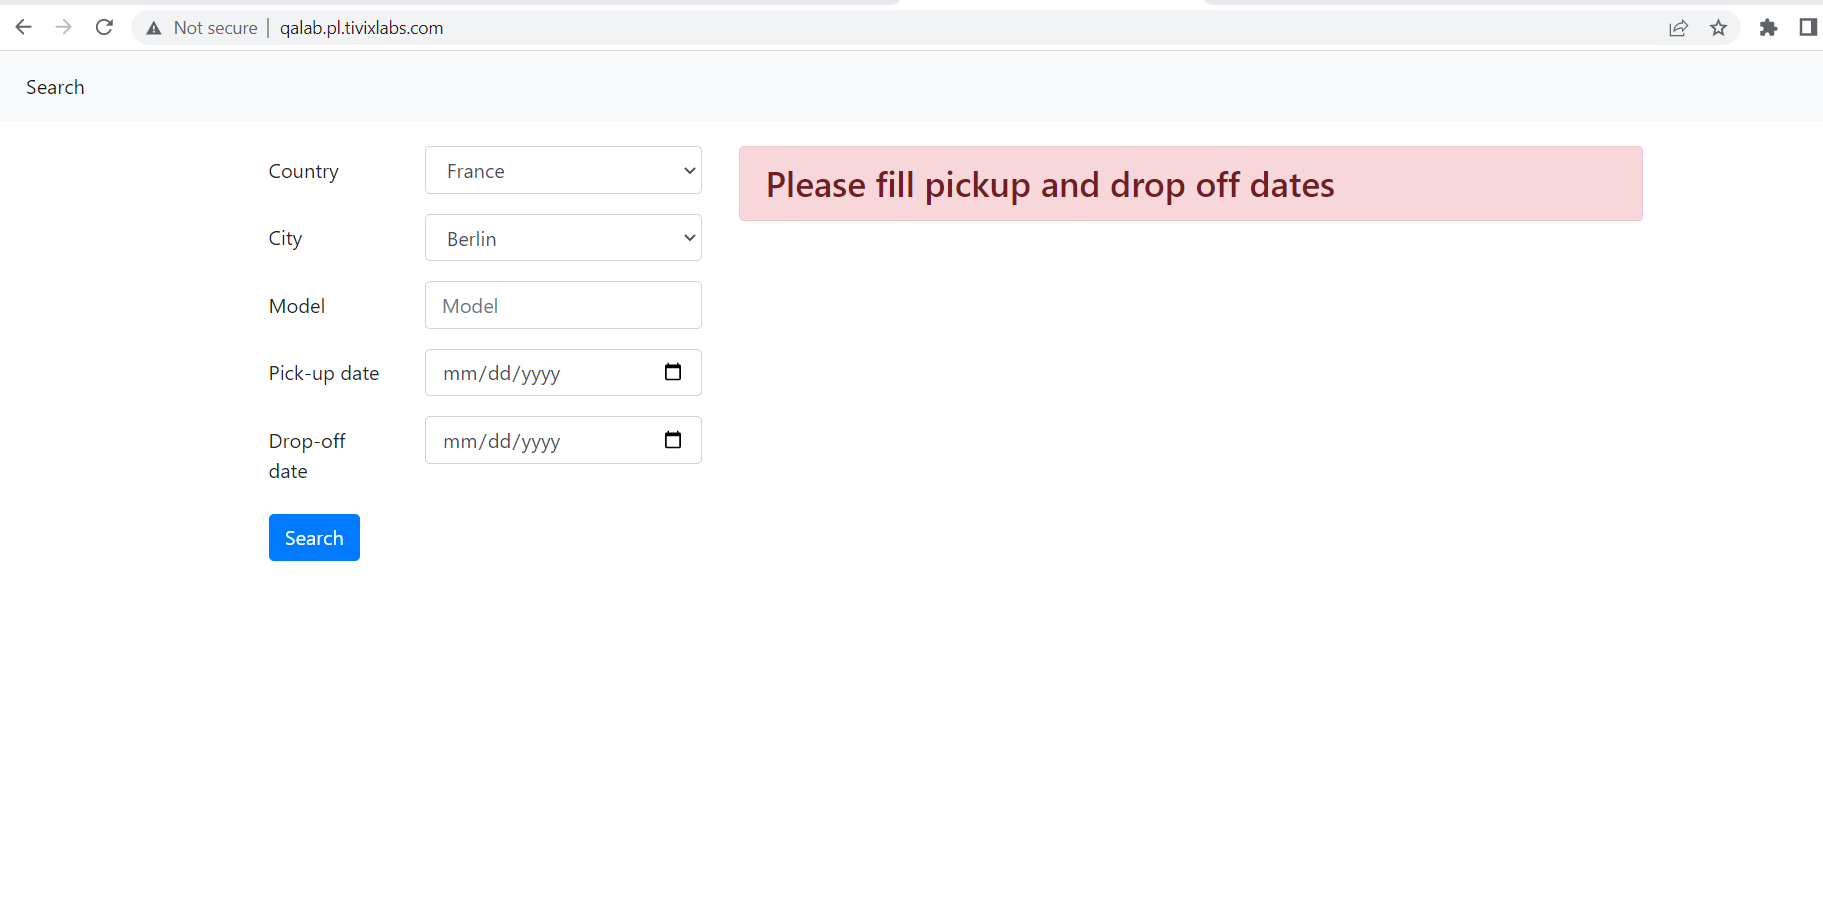 Not secure | qalab.pl.tivixlabs.com
Search
Country
France
Please fill pickup and drop off dates
City
Berlin
Model
Model
Pick-up date
mm/dd/yyyy
Drop-off
date
mm/dd/yyyy
Search